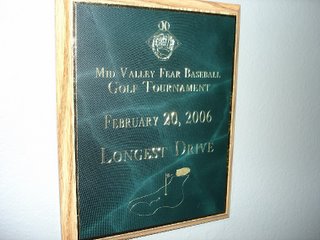 Mid Valley Fear Baseball
Golf Tournament
February 20, 2006
Longest Drive